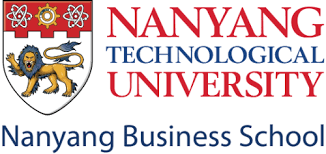 NANYANG
TECHNOLOGICAL
UNIVERSITY
Nanyang Business School